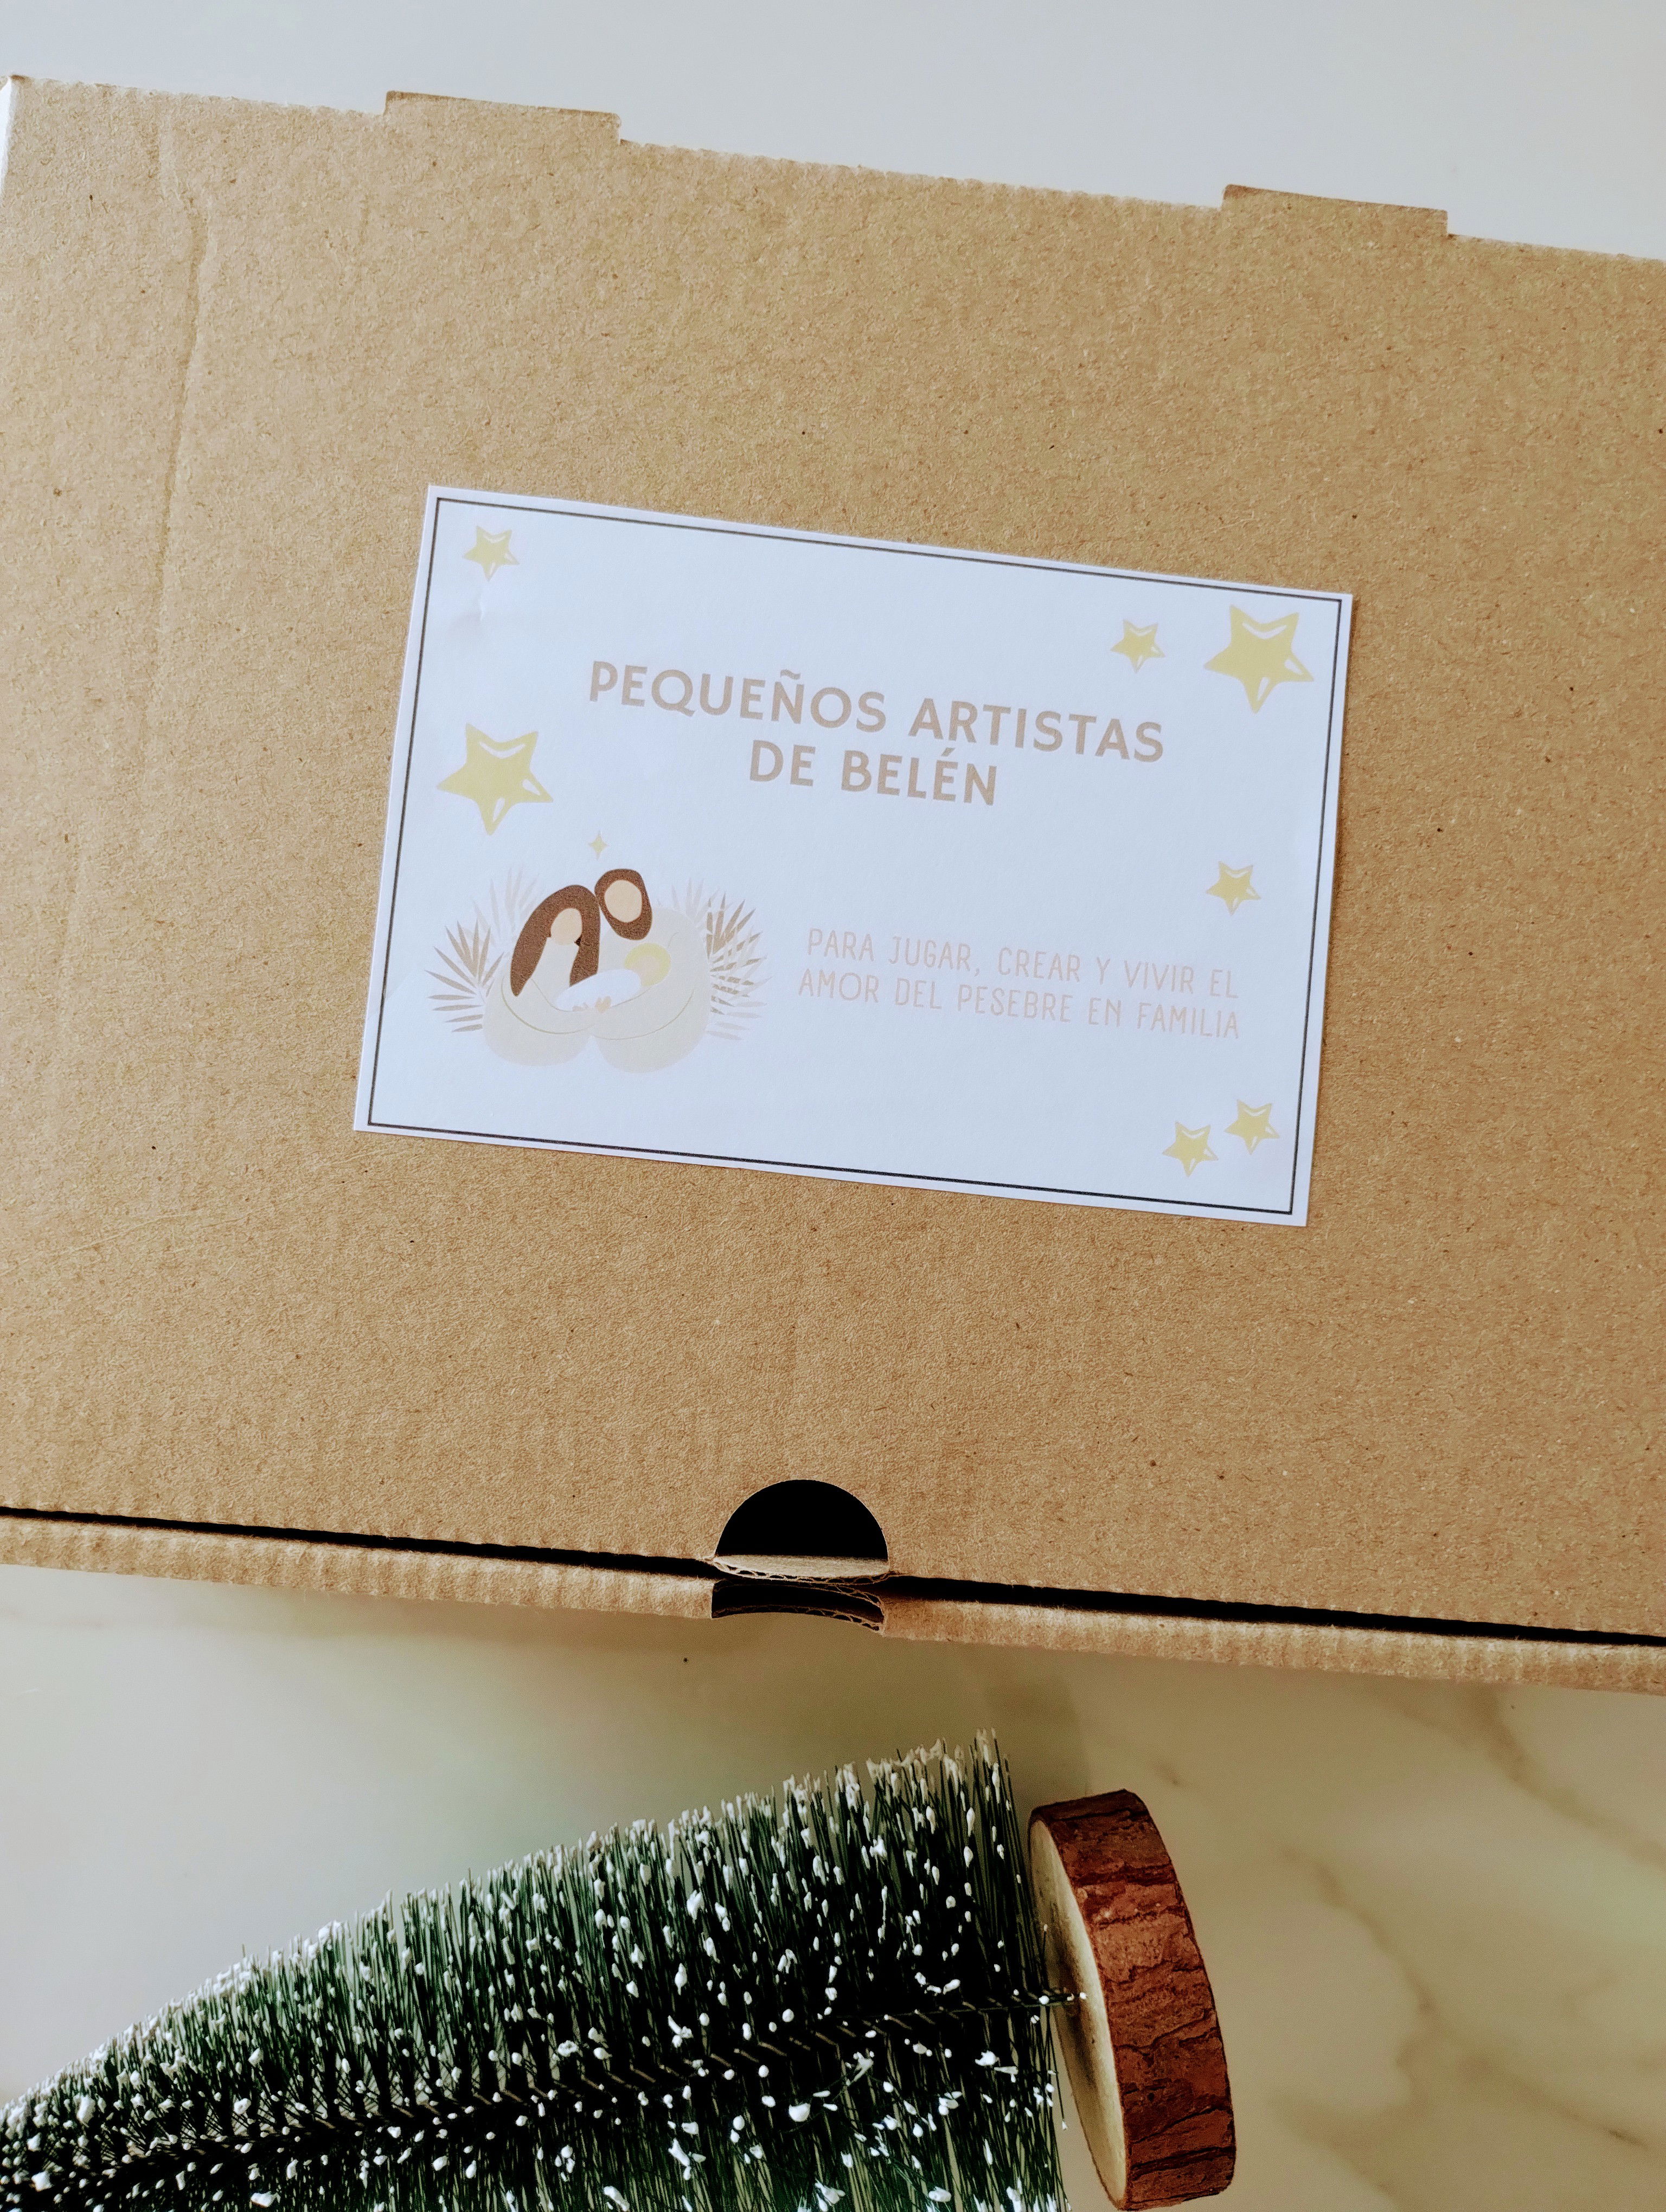 PEQUEÑOS ARTISTAS
DE BELÉN
PARA JUGAR, CREAR Y VIVIR EL
AMOR DEL PESEBRE EN FAMILIA